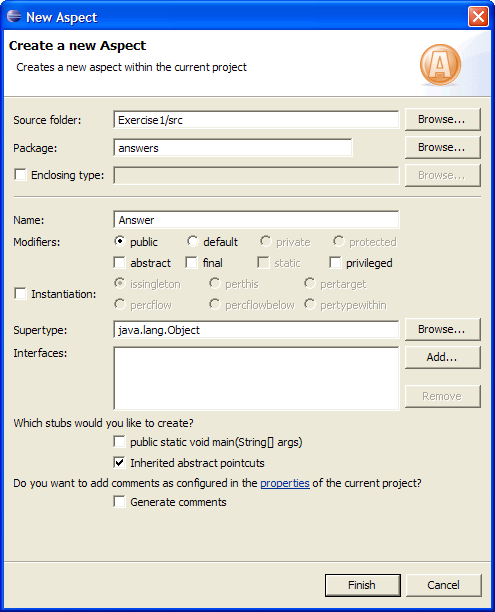 New Aspect
Create a new Aspect
Creates a new aspect within the current project
A
Source folder: Exercise1/src Browse...
Package: answers Browse...
Enclosing type: Browse...
Name: Answer
Modifiers: public default private protected
abstract final static privileged
Instantiation: issingleton perthis pertarget
percflow percflowbelow pertypewithin
Supertype: java.lang.Object Browse...
Interfaces: Add...
Remove
Which stubs would you like to create?
public static void main(String[] args)
Inherited abstract pointcuts
Do you want to add comments as configured in the properties of the current project?
Generate comments
Finish Cancel